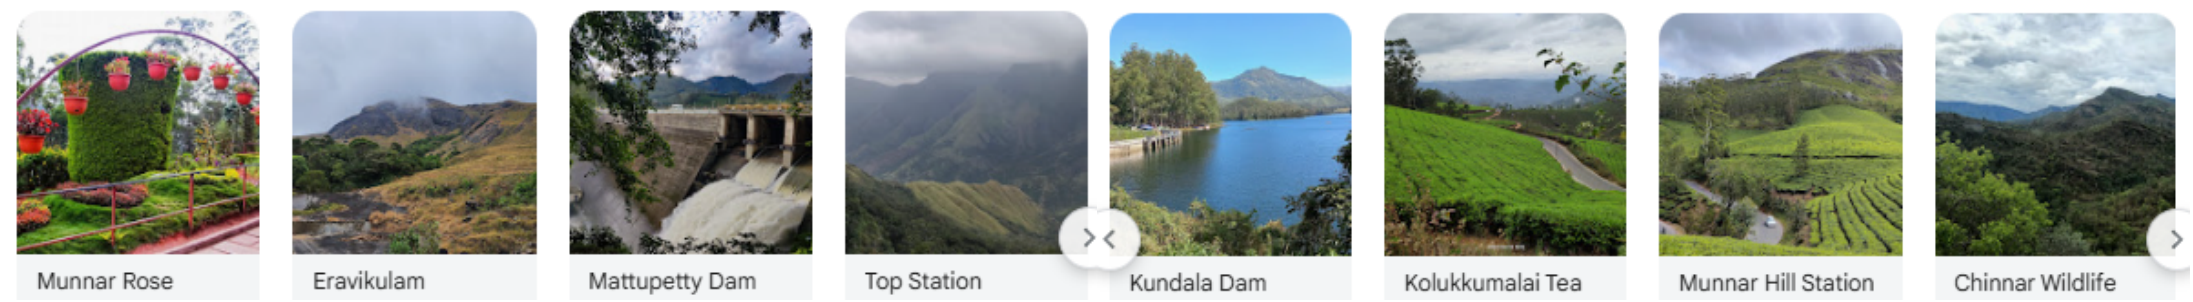 Munnar Rose
Eravikulam
Mattupetty Dam
Top Station
Kundala Dam
Kolukkumalai Tea
Munnar Hill Station
Chinnar Wildlife